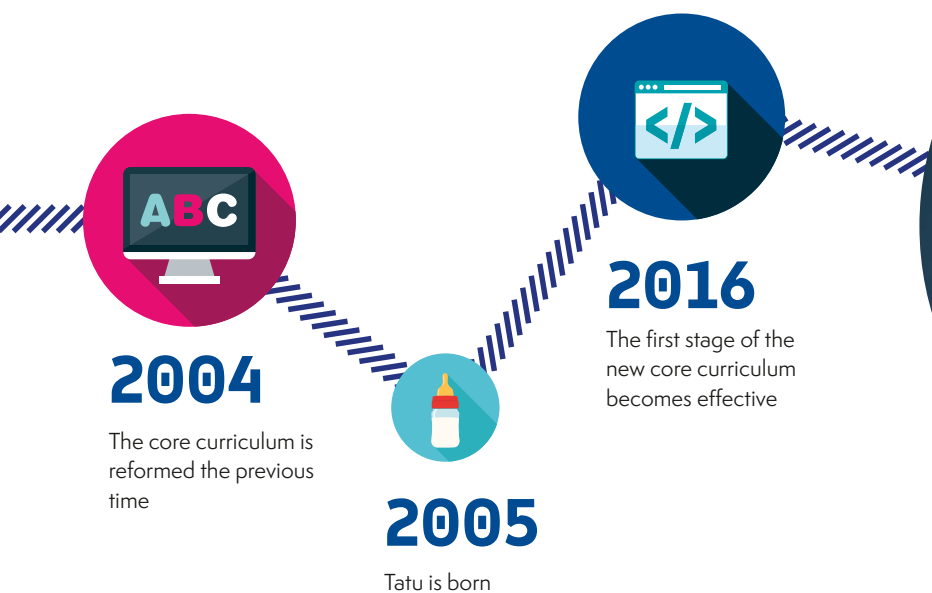 ABC
2004
The core curriculum is
reformed the previous
time
2005
Tatu is born
</>
2016
The first stage of the
new core curriculum
becomes effective